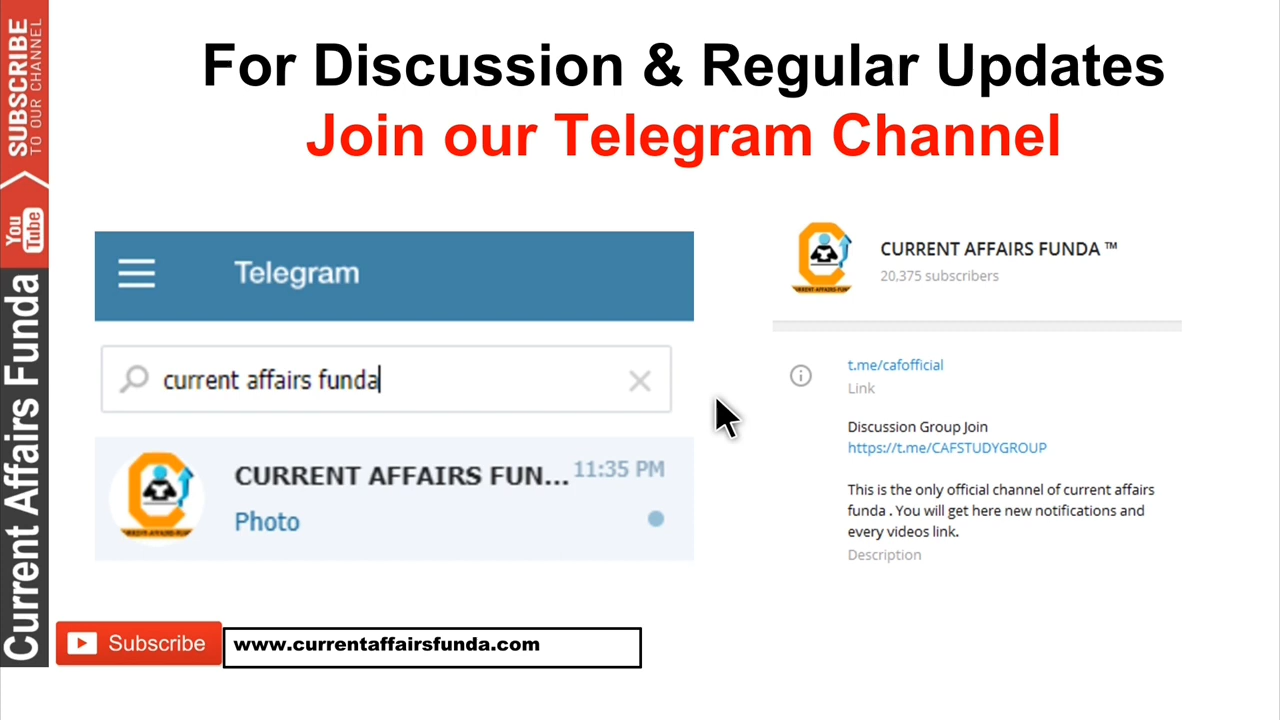 SUBSCRIBE
TO OUR CHANNEL
You
Tube
Current Affairs Funda
For Discussion & Regular Updates
Join our Telegram Channel
Telegram
current affairs funda
CURRENT AFFAIRS FUN... 11:35 PM
Photo
CURRENT AFFAIRS FUNDA ™
20,375 subscribers
t.me/cafofficial
Link
Discussion Group Join
https://t.me/CAFSTUDYGROUP
This is the only official channel of current affairs
funda . You will get here new notifications and
every videos link.
Description
Subscribe
www.currentaffairsfunda.com